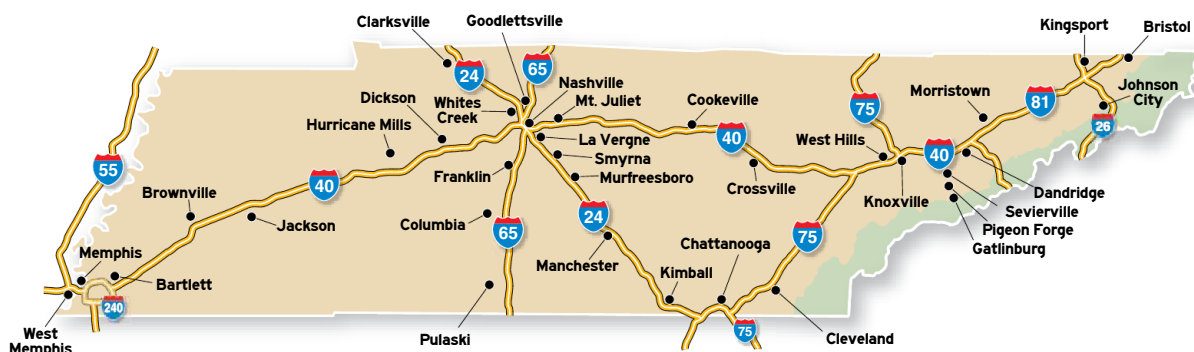 Clarksville
Goodlettsville
Kingsport
Bristol
24
65
Nashville
Mt. Juliet
Whites
Creek
Dickson
Hurricane Mills
Cookeville
La Vergne
Smyrna
Murfreesboro
Franklin
75
Morristown
81
Johnson
City
26
West Hills
40
40
Crossville
Knoxville
Dandridge
Sevierville
Pigeon Forge
Gatlinburg
55
Brownville
40
Jackson
Columbia
65
24
Manchester
Chattanooga
75
Kimball
Memphis
Bartlett
240
West
Memphis
Pulaski
75
Cleveland